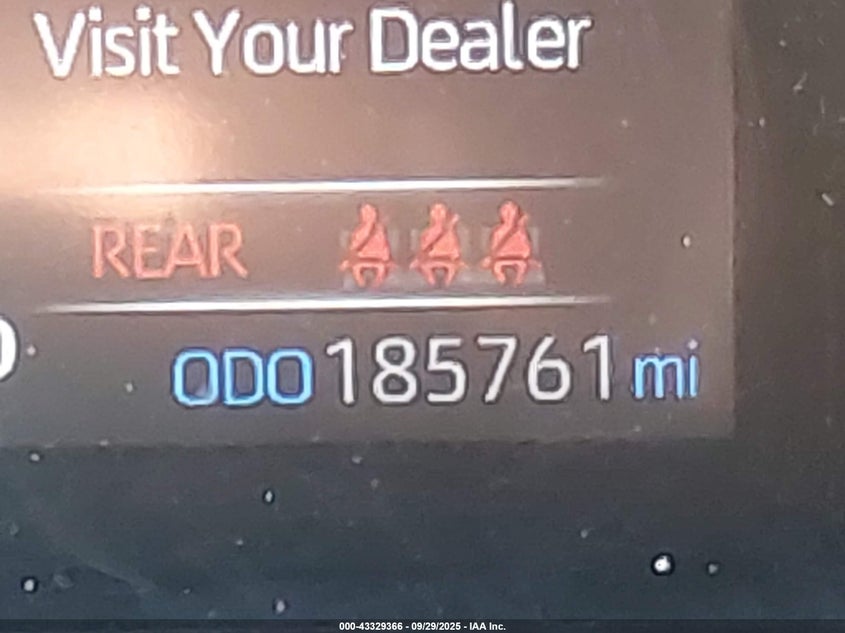 Visit Your Dealer
REAR
ODO 185761 mi
000-43329366 - 09/29/2025 - IAA Inc.